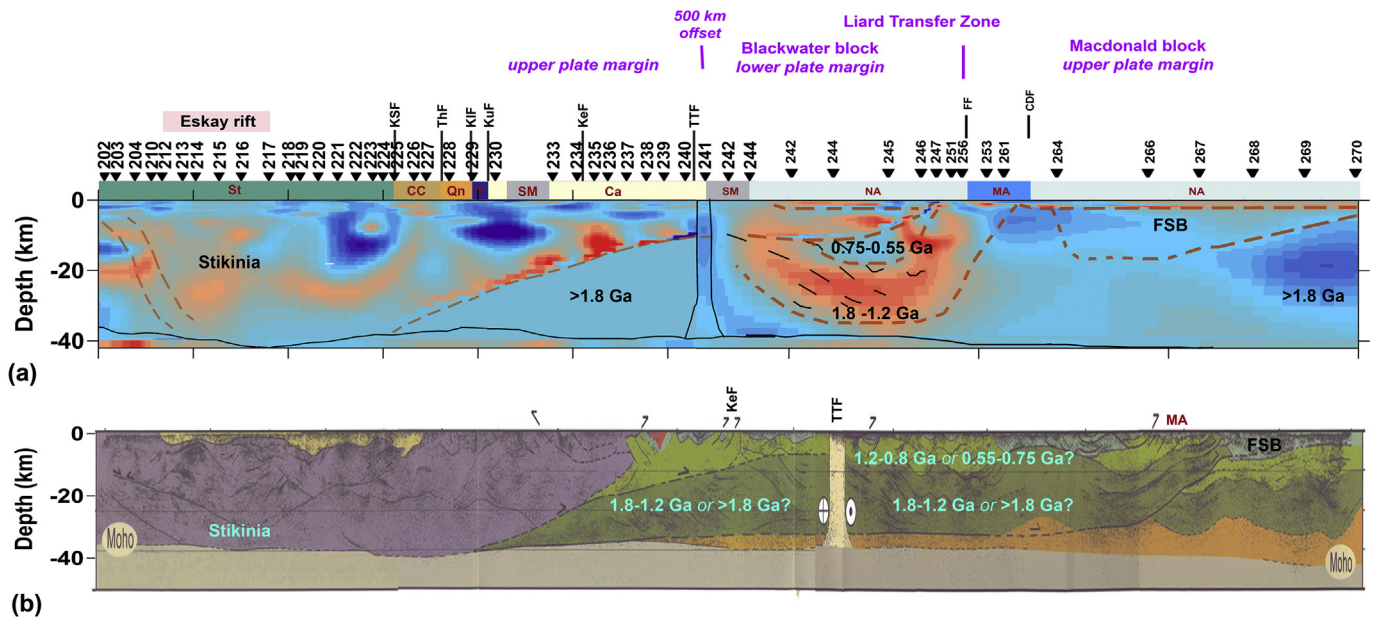 500 km
offset
Liard Transfer Zone
upper plate margin
Blackwater block
lower plate margin
Macdonald block
upper plate margin
Eskay rift
KSF ThF KlF KuF KeF TTF FF CDF
202 203 204 210 212 213 214 215 216 217 218 219 220 221 222 223 224 225 226 227 228 229 230 233 234 235 236 237 238 239 240 241 242 244 242 244 245 246 247 251 256 253 261 264 266 267 268 269 270
St CC Qn SM Ca SM NA MA NA
Depth (km)
0
-20
-40
Stikinia
>1.8 Ga
0.75-0.55 Ga
1.8 -1.2 Ga
FSB
>1.8 Ga
(a)
KeF TTF MA
Depth (km)
0
-20
-40
FSB
1.2-0.8 Ga or 0.55-0.75 Ga?
1.8-1.2 Ga or >1.8 Ga?
1.8-1.2 Ga or >1.8 Ga?
Stikinia
Moho
Moho
(b)